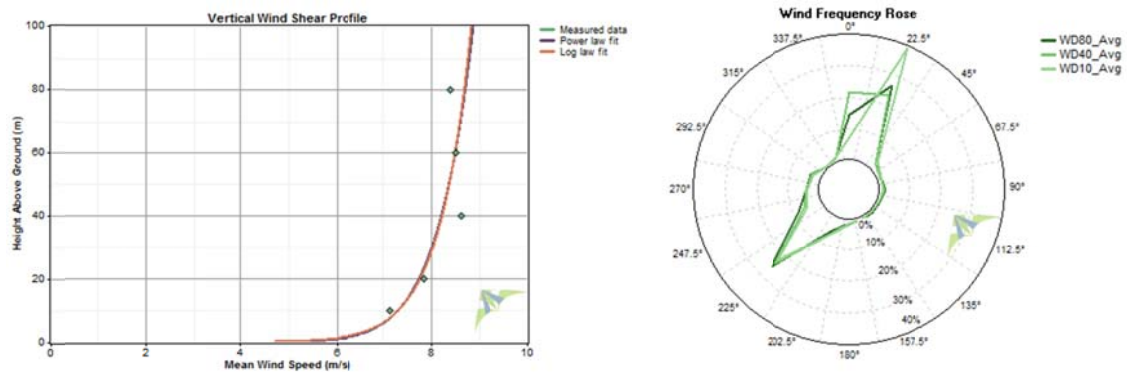 Vertical Wind Shear Profile
100
80
60
40
20
0
Height Above Ground (m)
0 2 4 6 8 10
Mean Wind Speed (m/s)
Measured data
Power law fit
Log law fit
Wind Frequency Rose
0°
337.5° 22.5°
315° 45°
292.5° 67.5°
270° 90°
247.5° 112.5°
225° 135°
202.5° 157.5°
180°
0%
10%
20%
30%
40%
WD80_Avg
WD40_Avg
WD10_Avg